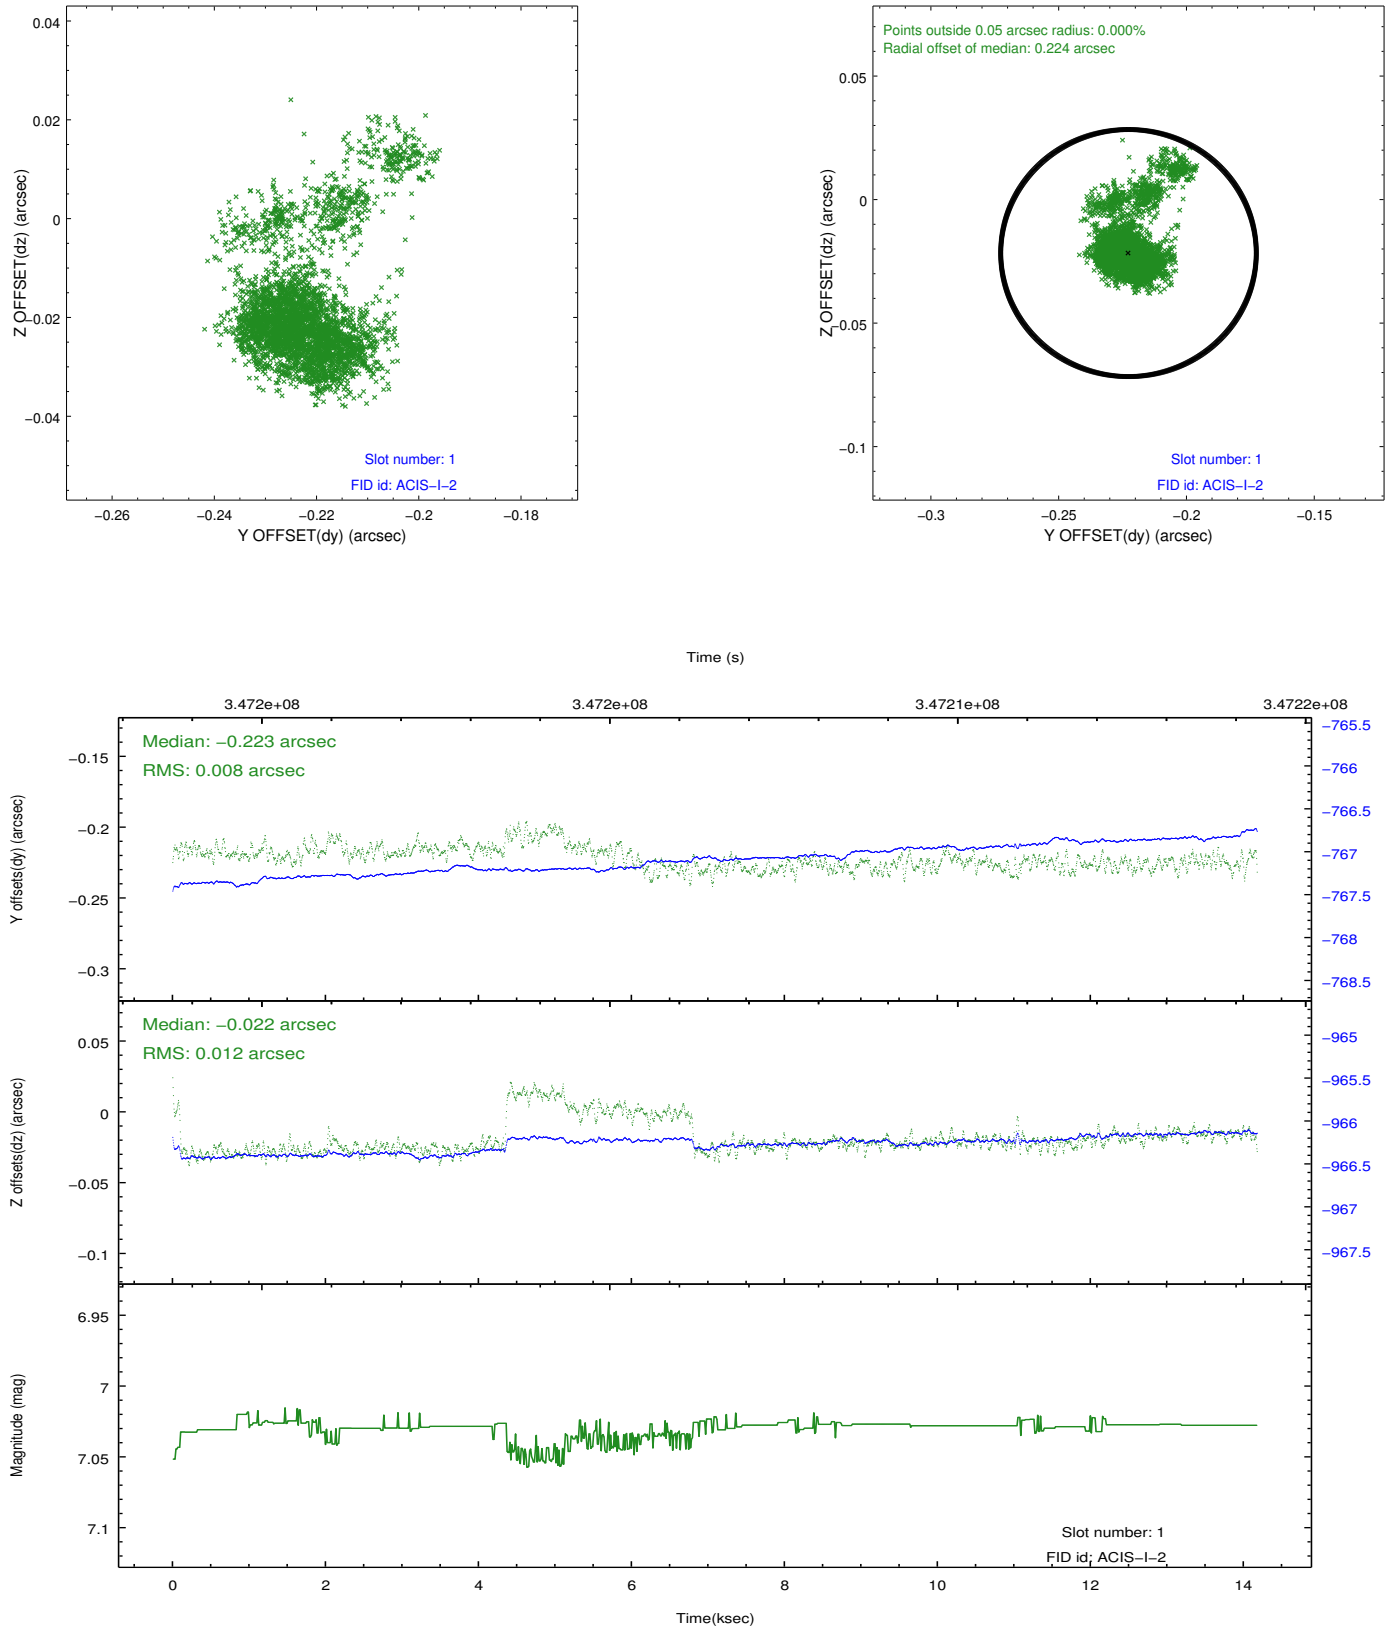 0.04
0.02
0
−0.02
−0.04
Z OFFSET(dz) (arcsec)
−0.26
−0.24
−0.22
−0.2
−0.18
Y OFFSET(dy) (arcsec)
Slot number: 1
FID id: ACIS−I−2
Points outside 0.05 arcsec radius: 0.000%
Radial offset of median: 0.224 arcsec
0.05
0
−0.05
−0.1
Z OFFSET(dz) (arcsec)
−0.3
−0.25
−0.2
−0.15
Y OFFSET(dy) (arcsec)
Slot number: 1
FID id: ACIS−I−2
Time (s)
3.472e+08
3.472e+08
3.4721e+08
3.4722e+08
Median: −0.223 arcsec
RMS: 0.008 arcsec
−0.15
−0.2
−0.25
−0.3
Y offsets(dy) (arcsec)
−765.5
−766
−766.5
−767
−767.5
−768
−768.5
Median: −0.022 arcsec
RMS: 0.012 arcsec
0.05
0
−0.05
−0.1
Z offsets(dz) (arcsec)
−965
−965.5
−966
−966.5
−967
−967.5
6.95
7
7.05
7.1
Magnitude (mag)
Slot number: 1
FID id: ACIS−I−2
0
2
4
6
8
10
12
14
Time(ksec)